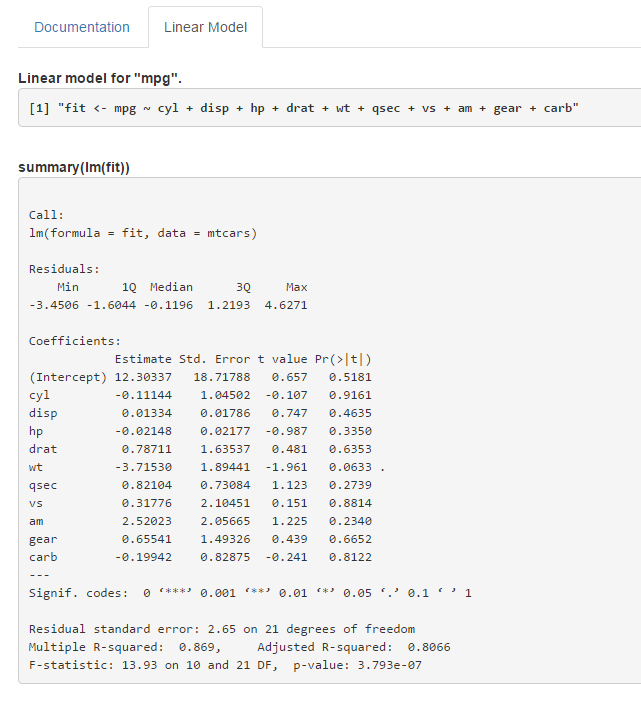 Documentation
Linear Model
Linear model for "mpg".
[1] "fit <- mpg ~ cyl + disp + hp + drat + wt + qsec + vs + am + gear + carb"
summary(lm(fit))
Call:
lm(formula = fit, data = mtcars)
Residuals:
    Min      1Q  Median      3Q     Max
-3.4506 -1.6044 -0.1196  1.2193  4.6271
Coefficients:
            Estimate Std. Error t value Pr(>|t|)
(Intercept) 12.30337   18.71788   0.657   0.5181
cyl         -0.11144    1.04502  -0.107   0.9161
disp         0.01334    0.01786   0.747   0.4635
hp          -0.02148    0.02177  -0.987   0.3350
drat         0.78711    1.63537   0.481   0.6353
wt          -3.71530    1.89441  -1.961   0.0633 .
qsec         0.82104    0.73084   1.123   0.2739
vs           0.31776    2.10451   0.151   0.8814
am           2.52023    2.05665   1.225   0.2340
gear         0.65541    1.49326   0.439   0.6652
carb        -0.19942    0.82875  -0.241   0.8122
---
Signif. codes:  0 ‘***’ 0.001 ‘**’ 0.01 ‘*’ 0.05 ‘.’ 0.1 ‘ ’ 1
Residual standard error: 2.65 on 21 degrees of freedom
Multiple R-squared:  0.869,     Adjusted R-squared:  0.8066
F-statistic: 13.93 on 10 and 21 DF,  p-value: 3.793e-07